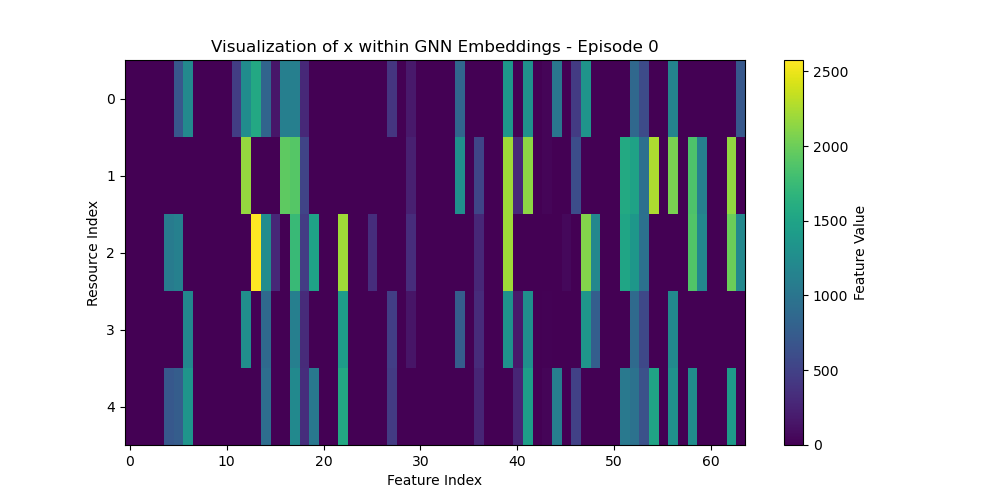 Visualization of x within GNN Embeddings - Episode 0
0
1
2
3
4
Resource Index
0 10 20 30 40 50 60
Feature Index
2500
2000
1500
1000
500
0
Feature Value